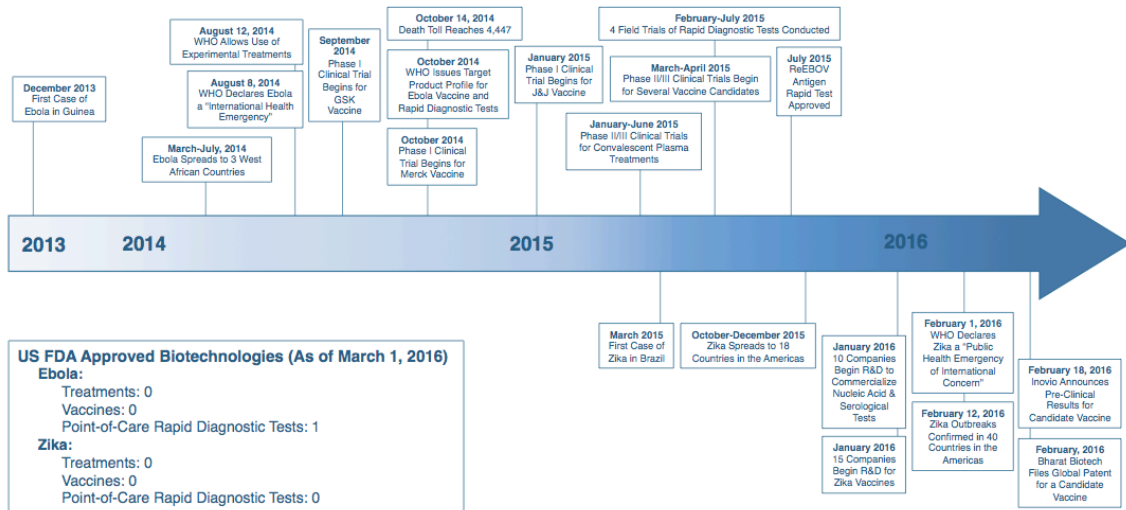 December 2013
First Case of
Ebola in Guinea
August 12, 2014
WHO Allows Use of
Experimental Treatments
August 8, 2014
WHO Declares Ebola
a “International Health
Emergency”
March-July, 2014
Ebola Spreads to 3 West
African Countries
September
2014
Phase I
Clinical Trial
Begins for
GSK
Vaccine
October 14, 2014
Death Toll Reaches 4,447
October 2014
WHO Issues Target
Product Profile for
Ebola Vaccine and
Rapid Diagnostic Tests
October 2014
Phase I Clinical
Trial Begins for
Merck Vaccine
January 2015
Phase I Clinical
Trial Begins for
J&J Vaccine
February-July 2015
4 Field Trials of Rapid Diagnostic Tests Conducted
March-April 2015
Phase II/III Clinical Trials Begin
for Several Vaccine Candidates
January-June 2015
Phase II/III Clinical Trials
for Convalescent Plasma
Treatments
July 2015
ReEBOV
Antigen
Rapid Test
Approved
2013
2014
2015
2016
March 2015
First Case of
Zika in Brazil
October-December 2015
Zika Spreads to 18
Countries in the Americas
January 2016
10 Companies
Begin R&D to
Commercialize
Nucleic Acid &
Serological
Tests
January 2016
15 Companies
Begin R&D for
Zika Vaccines
February 1, 2016
WHO Declares
Zika a “Public
Health Emergency
of International
Concern”
February 12, 2016
Zika Outbreaks
Confirmed in 40
Countries in the
Americas
February 18, 2016
Inovio Announces
Pre-Clinical
Results for
Candidate Vaccine
February, 2016
Bharat Biotech
Files Global Patent
for a Candidate
Vaccine
US FDA Approved Biotechnologies (As of March 1, 2016)
Ebola:
Treatments: 0
Vaccines: 0
Point-of-Care Rapid Diagnostic Tests: 1
Zika:
Treatments: 0
Vaccines: 0
Point-of-Care Rapid Diagnostic Tests: 0